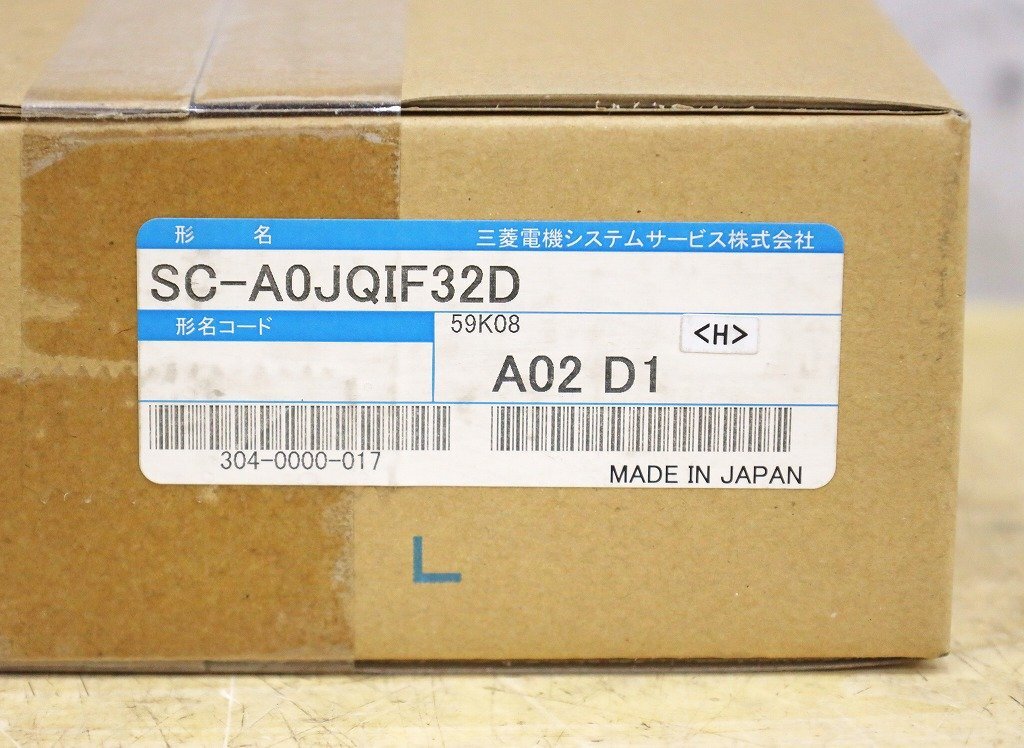 形 名 三菱電機システムサービス株式会社
SC-A0JQIF32D
形名コード 59K08 <H>
A02 D1
304-0000-017
MADE IN JAPAN
L